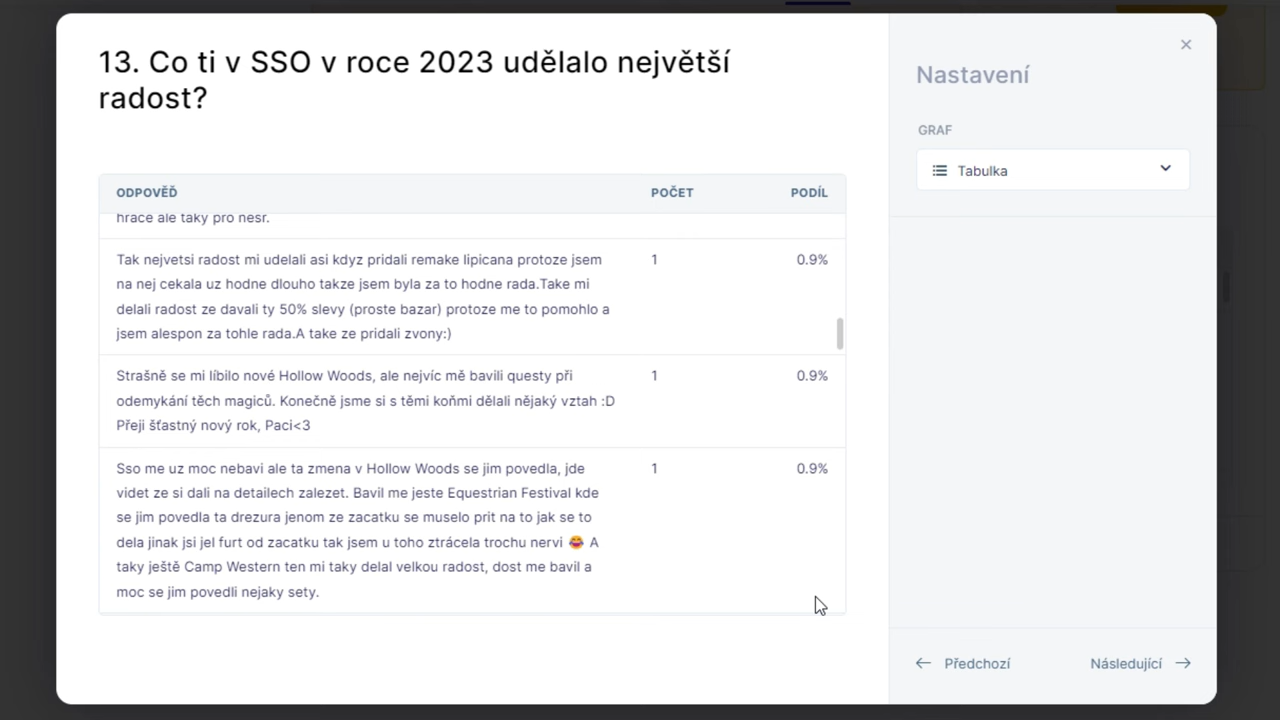 13. Co ti v SSO v roce 2023 udělalo největší
radost?
ODPOVĚĎ POČET PODÍL
hrace ale taky pro nesr.
Tak nejvetsi radost mi udelali asi kdyz pridali remake lipicana protoze jsem 1 0.9%
na nej cekala uz hodne dlouho takze jsem byla za to hodne rada.Take mi
delali radost ze davali ty 50% slevy (proste bazar) protoze me to pomohlo a
jsem alespon za tohle rada.A take ze pridali zvony:)
Strašně se mi líbilo nové Hollow Woods, ale nejvíc mě bavili questy při 1 0.9%
odemykání těch magiců. Konečně jsme si s těmi koňmi dělali nějaký vztah :D
Přeji šťastný nový rok, Paci<3
Sso me uz moc nebavi ale ta zmena v Hollow Woods se jim povedla, jde 1 0.9%
videt ze si dali na detailech zalezet. Bavil me jeste Equestrian Festival kde
se jim povedla ta drezura jenom ze zacatku se muselo prit na to jak se to
dela jinak jsi jel furt od zacatku tak jsem u toho ztrácela trochu nervi 😂 A
taky ještě Camp Western ten mi taky delal velkou radost, dost me bavil a
moc se jim povedli nejaky sety.
Nastavení
GRAF
Tabulka
Předchozí Následující